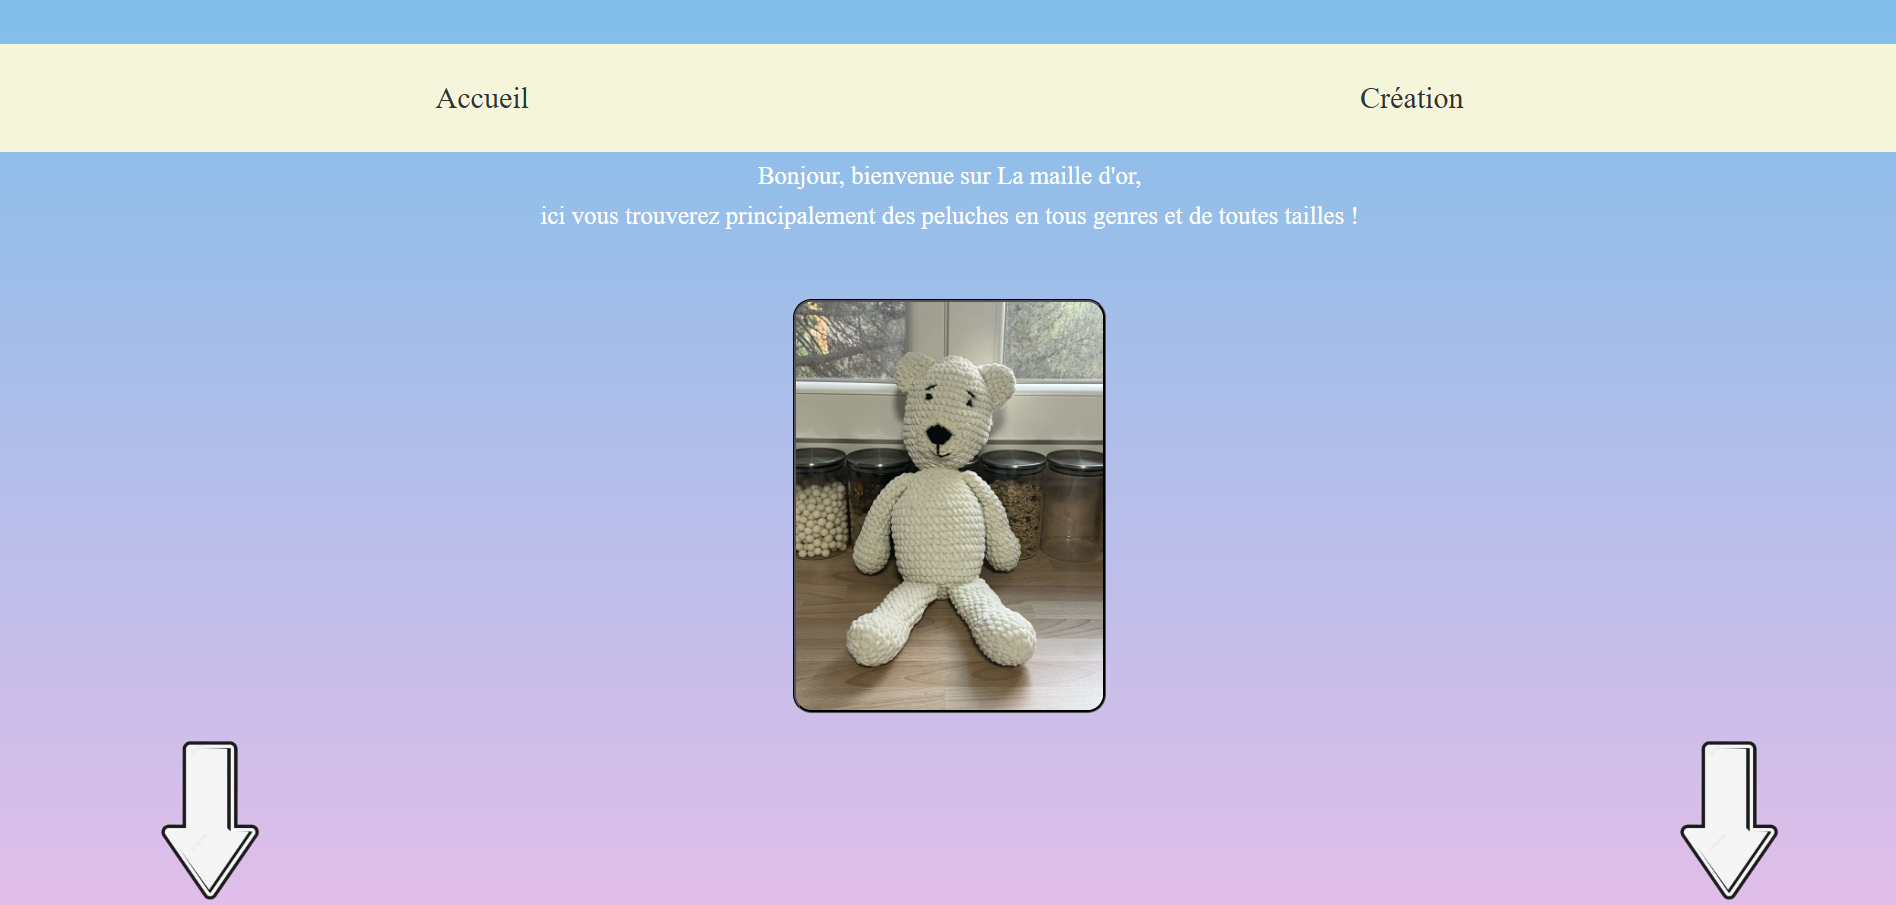 Accueil
Création
Bonjour, bienvenue sur La maille d'or,
ici vous trouverez principalement des peluches en tous genres et de toutes tailles !